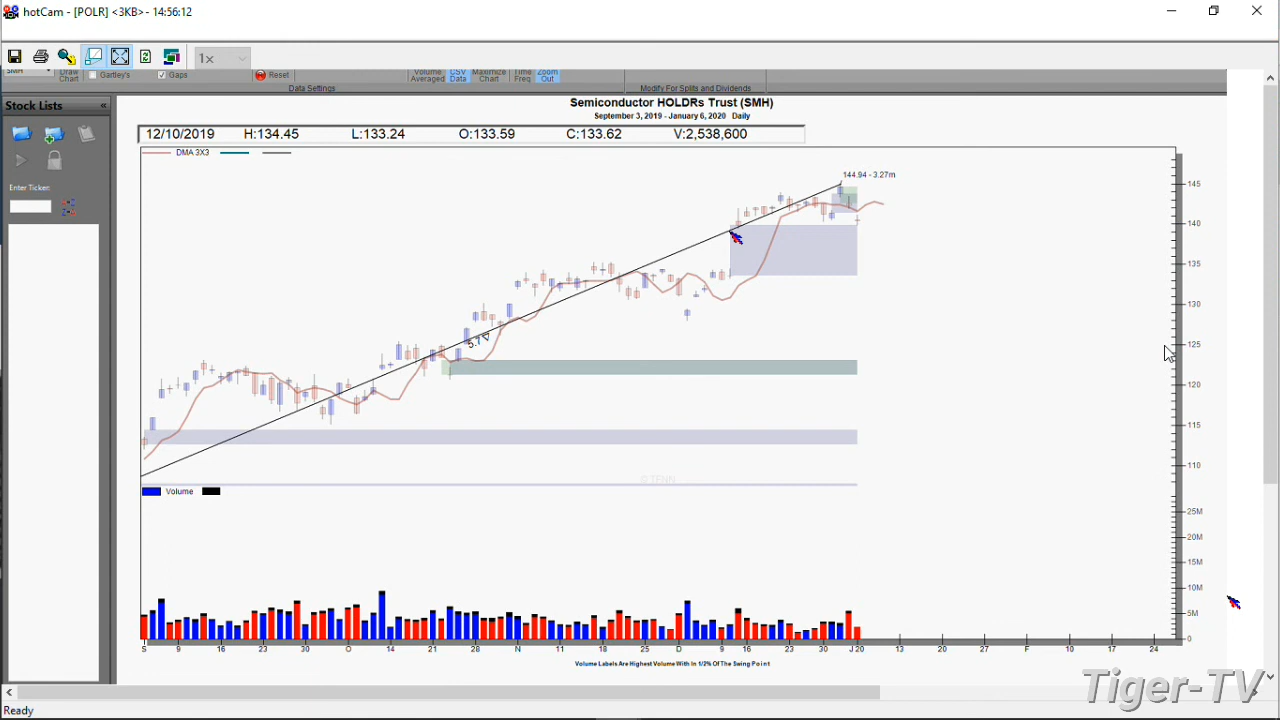 hotCam - [POLR] <3KB> - 14:56:12
1x
SMH
Draw Chart
Gartley's
Gaps
Reset
Volume Averaged
CSV Data
Maximize Chart
Time Freq
Zoom Out
Data Settings
Modify For Splits and Dividends
Stock Lists
«
Enter Ticker:
Semiconductor HOLDRs Trust (SMH)
September 3, 2019 - January 6, 2020 Daily
12/10/2019 H:134.45 L:133.24 O:133.59 C:133.62 V:2,538,600
DMA 3X3
144.94 - 3.27m
145
140
135
130
125
120
115
110
© TFNN
Volume
25M
20M
15M
10M
5M
0
S 9 16 23 30 O 14 21 28 N 11 18 25 D 9 16 23 30 J 20 13 20 27 F 10 17 24
Volume Labels Are Highest Volume With In 1/2% Of The Swing Point
Tiger-TV
Ready